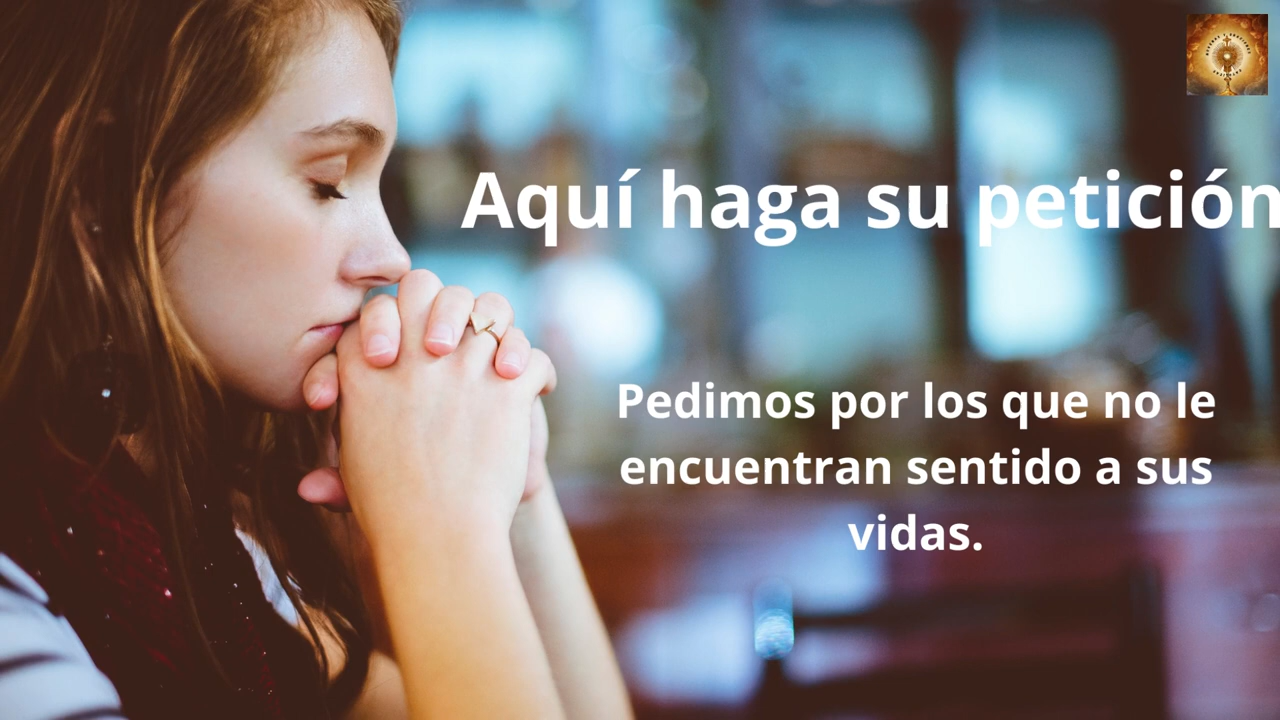 Aquí haga su petición
Pedimos por los que no le
encuentran sentido a sus
vidas.